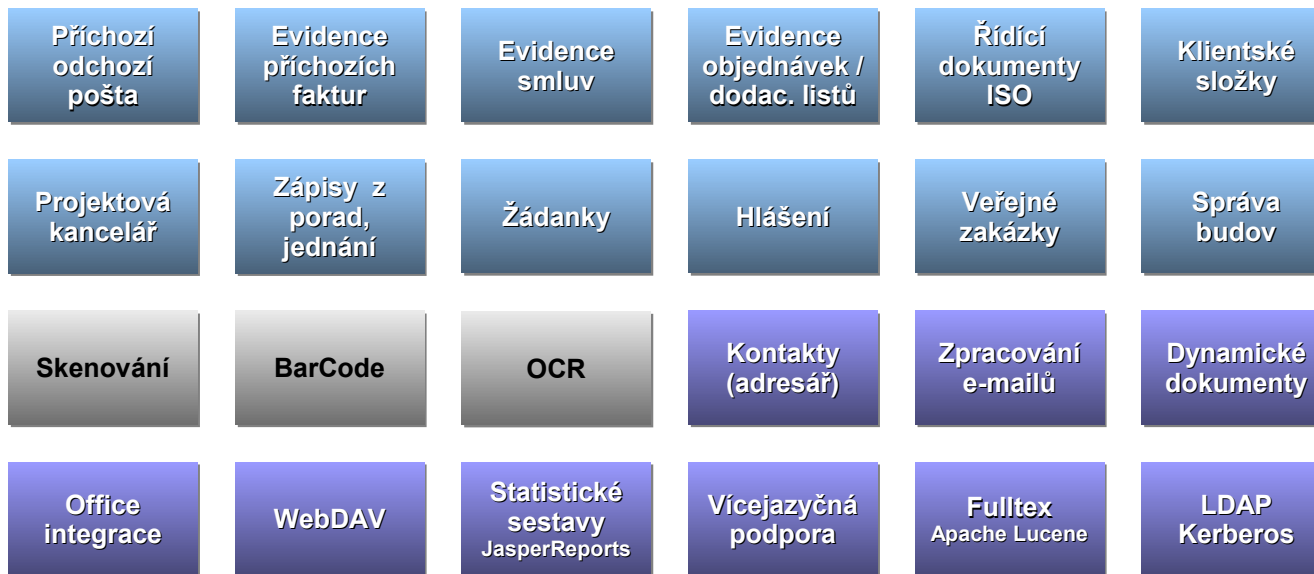 Příchozí
odchozí
pošta
Evidence
příchozích
faktur
Evidence
smluv
Evidence
objednávek /
dodac. listů
Řídící
dokumenty
ISO
Klientské
složky
Projektová
kancelář
Zápisy z
porad,
jednání
Žádanky
Hlášení
Veřejné
zakázky
Správa
budov
Skenování
BarCode
OCR
Kontakty
(adresář)
Zpracování
e-mailů
Dynamické
dokumenty
Office
integrace
WebDAV
Statistické
sestavy
JasperReports
Vícejazyčná
podpora
Fulltex
Apache Lucene
LDAP
Kerberos